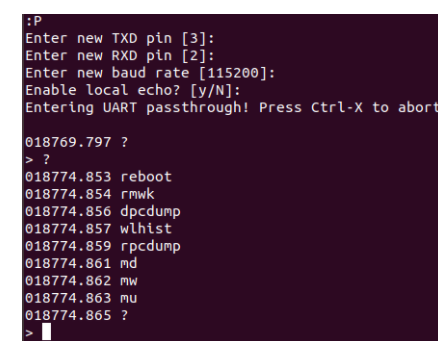 :P
Enter new TXD pin [3]:
Enter new RXD pin [2]:
Enter new baud rate [115200]:
Enable local echo? [y/N]:
Entering UART passthrough! Press Ctrl-X to abort
018769.797 ?
> ?
018774.853 reboot
018774.854 rmwk
018774.856 dpcdump
018774.857 wlhist
018774.859 rpcdump
018774.861 md
018774.862 mw
018774.863 mu
018774.865 ?
>